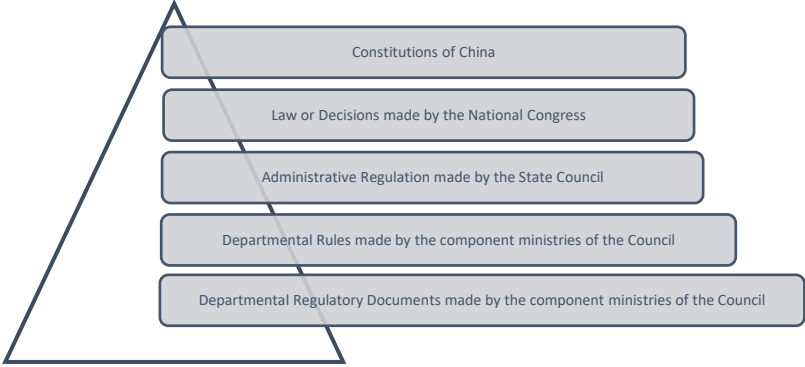 Constitutions of China
Law or Decisions made by the National Congress
Administrative Regulation made by the State Council
Departmental Rules made by the component ministries of the Council
Departmental Regulatory Documents made by the component ministries of the Council